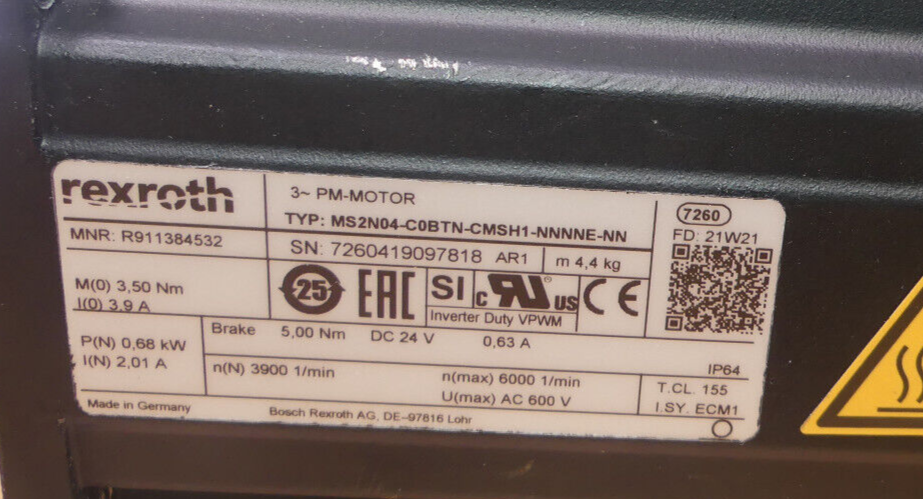 rexroth
3~ PM-MOTOR
TYP: MS2N04-C0BTN-CMSH1-NNNNE-NN
7260
MNR: R911384532
SN: 7260419097818 AR1
m 4,4 kg
FD: 21W21
M(0) 3,50 Nm
I(0) 3,9 A
25
EAC
SI
c RU US
CE
Inverter Duty VPWM
P(N) 0,68 kW
I(N) 2,01 A
Brake 5,00 Nm DC 24 V 0,63 A
n(N) 3900 1/min
n(max) 6000 1/min
U(max) AC 600 V
IP64
T.CL. 155
I.SY. ECM1
Made in Germany
Bosch Rexroth AG, DE-97816 Lohr